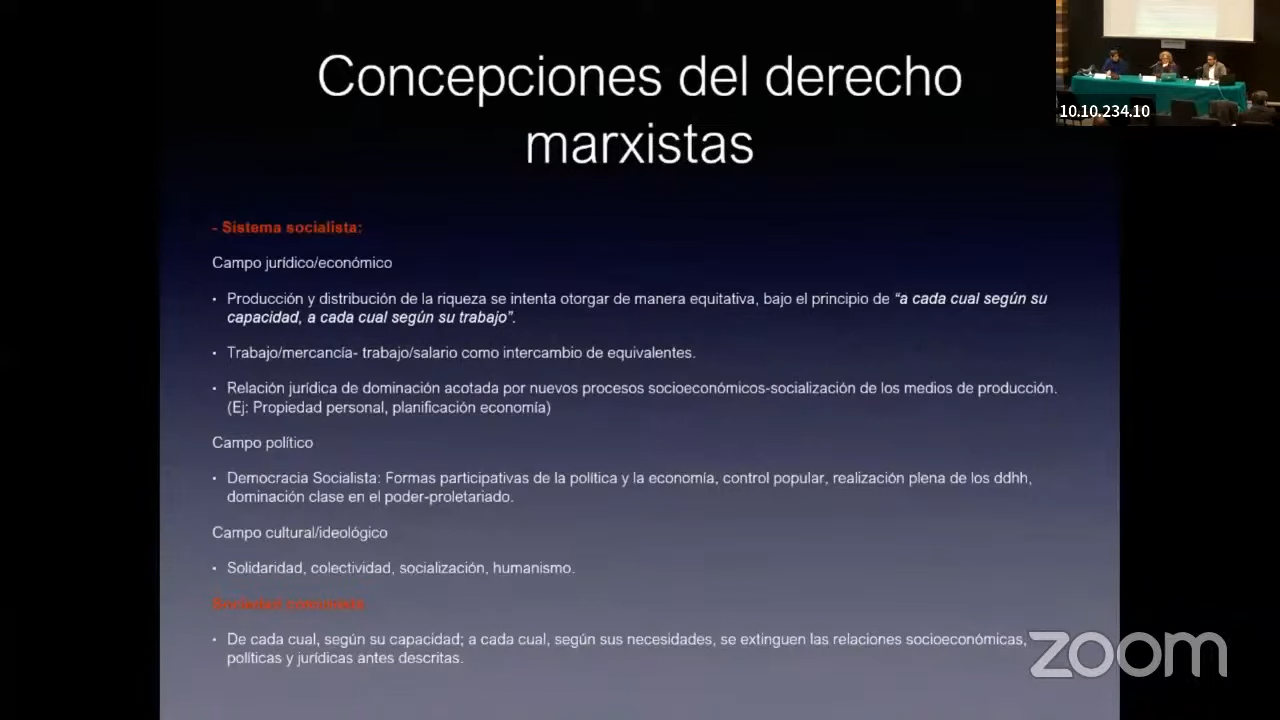 Concepciones del derecho
marxistas
10.10.234.10
- Sistema socialista:
Campo jurídico/económico
• Producción y distribución de la riqueza se intenta otorgar de manera equitativa, bajo el principio de “a cada cual según su
capacidad, a cada cual según su trabajo”.
• Trabajo/mercancía- trabajo/salario como intercambio de equivalentes.
• Relación jurídica de dominación acotada por nuevos procesos socioeconómicos-socialización de los medios de producción.
(Ej: Propiedad personal, planificación economía)
Campo político
• Democracia Socialista: Formas participativas de la política y la economía, control popular, realización plena de los ddhh,
dominación clase en el poder-proletariado.
Campo cultural/ideológico
• Solidaridad, colectividad, socialización, humanismo.
Sociedad comunista
• De cada cual, según su capacidad; a cada cual, según sus necesidades, se extinguen las relaciones socioeconómicas,
políticas y jurídicas antes descritas.
zoom